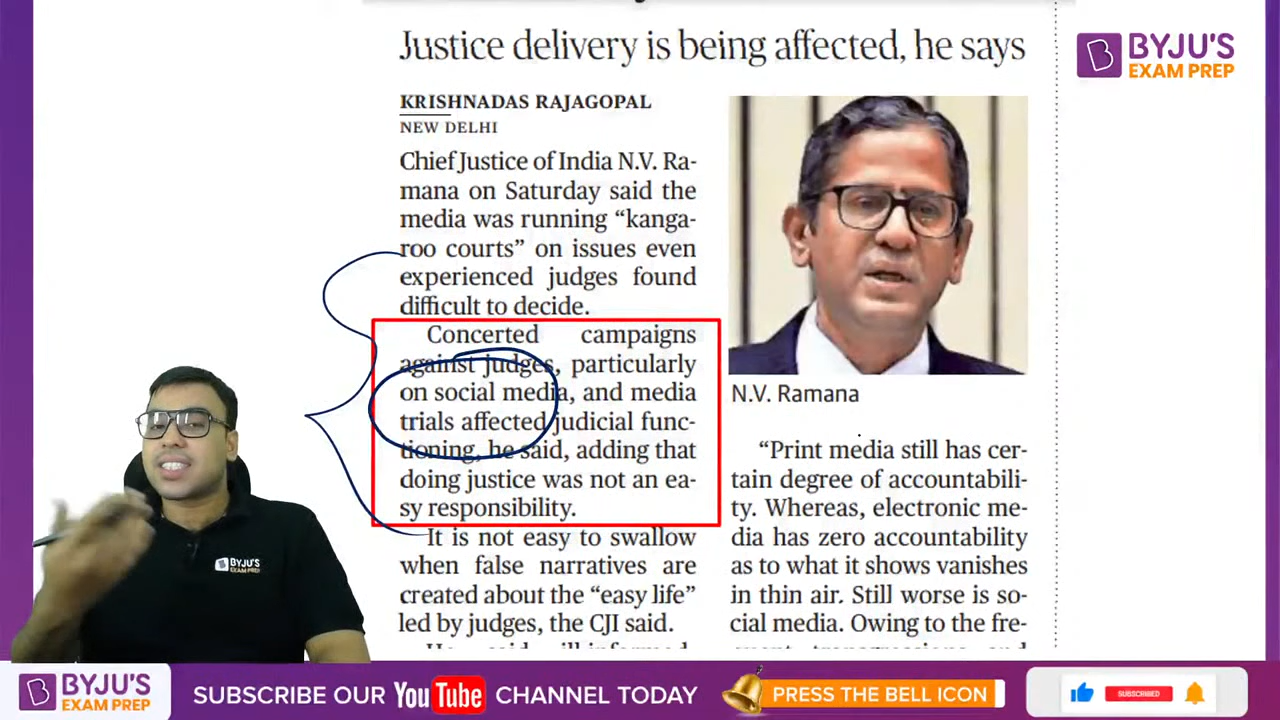 Justice delivery is being affected, he says
BYJU'S
EXAM PREP
KRISHNADAS RAJAGOPAL
NEW DELHI
Chief Justice of India N.V. Ra-
mana on Saturday said the
media was running “kanga-
roo courts” on issues even
experienced judges found
difficult to decide.
Concerted campaigns
against judges, particularly
on social media, and media
trials affected judicial func-
tioning, he said, adding that
doing justice was not an ea-
sy responsibility.
It is not easy to swallow
when false narratives are
created about the “easy life”
led by judges, the CJI said.
N.V. Ramana
“Print media still has cer-
tain degree of accountabili-
ty. Whereas, electronic me-
dia has zero accountability
as to what it shows vanishes
in thin air. Still worse is so-
cial media. Owing to the fre-
BYJU'S
EXAM PREP
BYJU'S
EXAM PREP
SUBSCRIBE OUR YouTube CHANNEL TODAY
PRESS THE BELL ICON
SUBSCRIBED